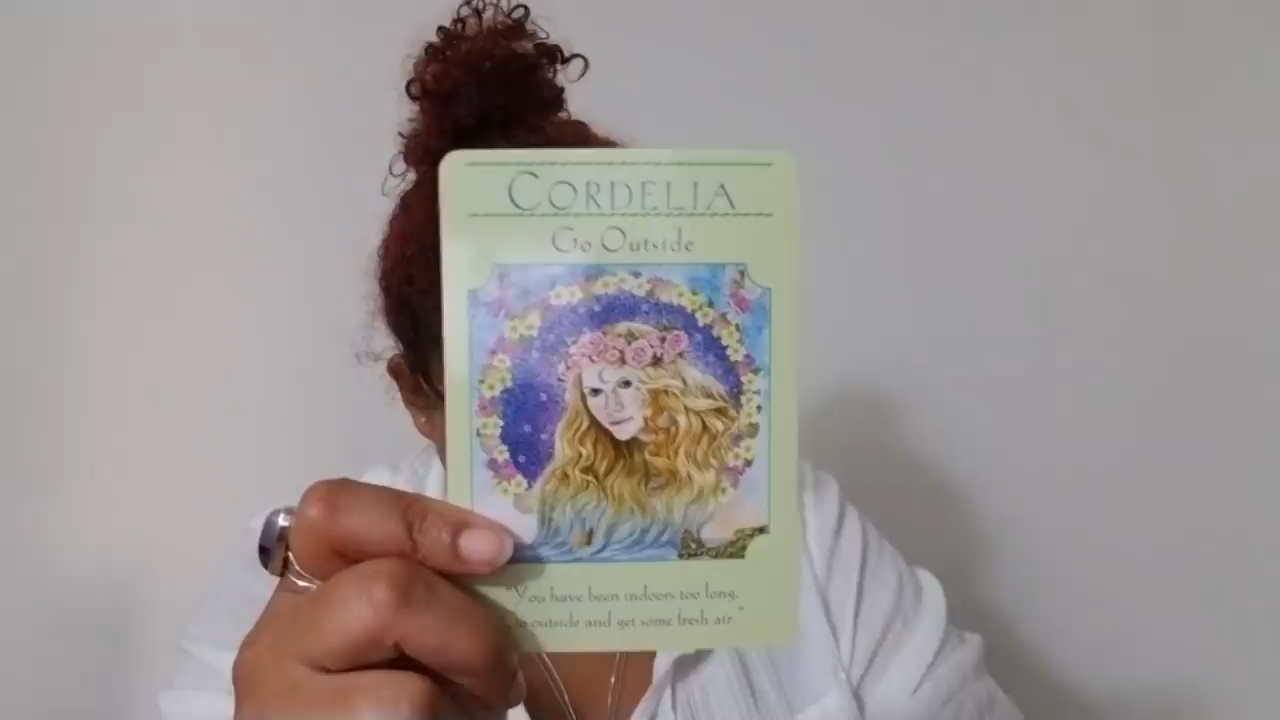 CORDELIA
Go Outside
"You have been indoors too long.
outside and get some fresh air."